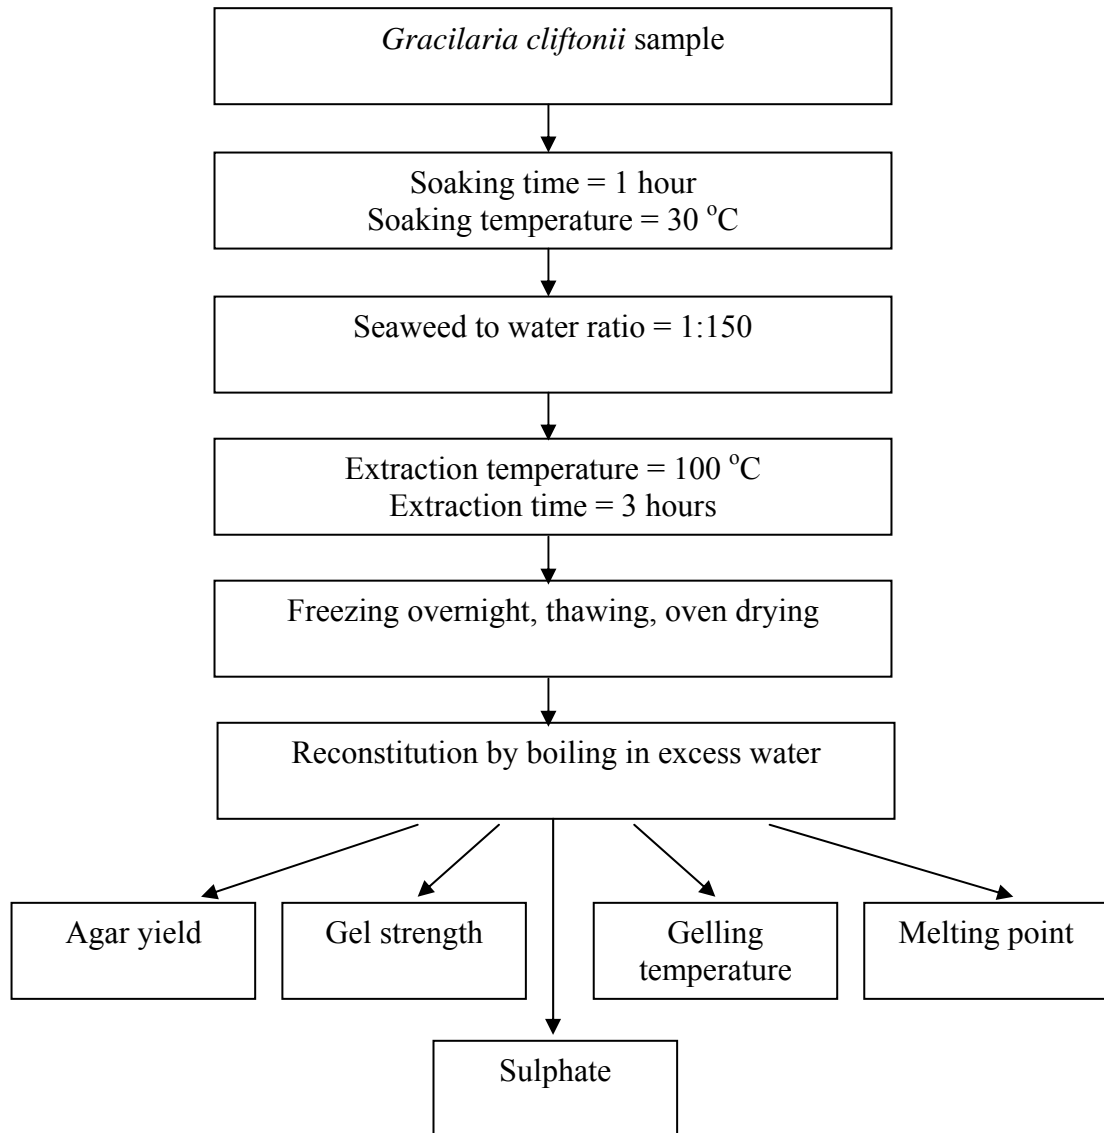 Gracilaria cliftonii sample
Soaking time = 1 hour
Soaking temperature = 30 °C
Seaweed to water ratio = 1:150
Extraction temperature = 100 °C
Extraction time = 3 hours
Freezing overnight, thawing, oven drying
Reconstitution by boiling in excess water
Agar yield
Gel strength
Gelling
temperature
Melting point
Sulphate